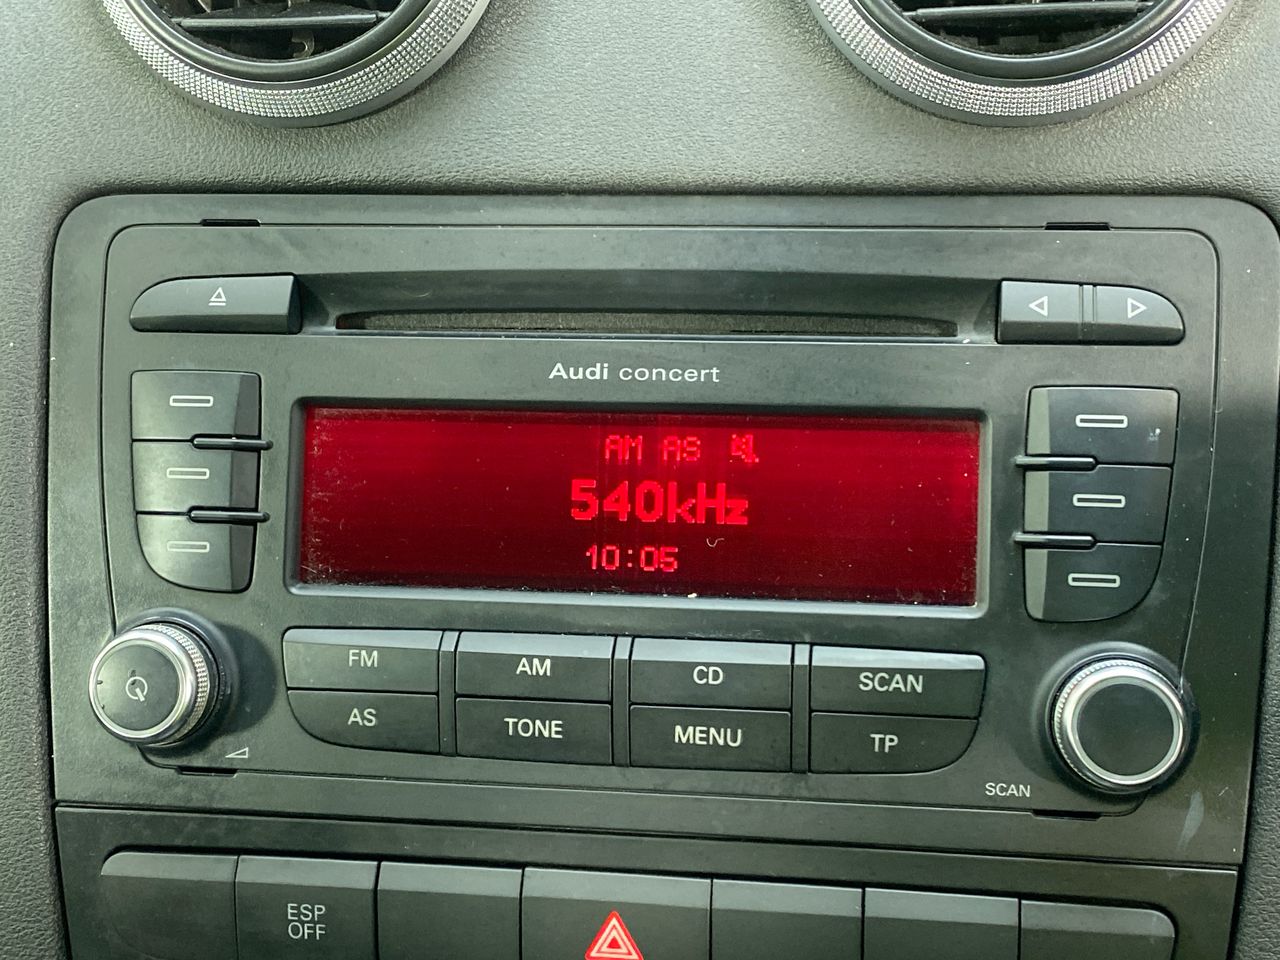 Audi concert
AM AS
540kHz
10:05
FM
AM
CD
SCAN
AS
TONE
MENU
TP
SCAN
ESP
OFF